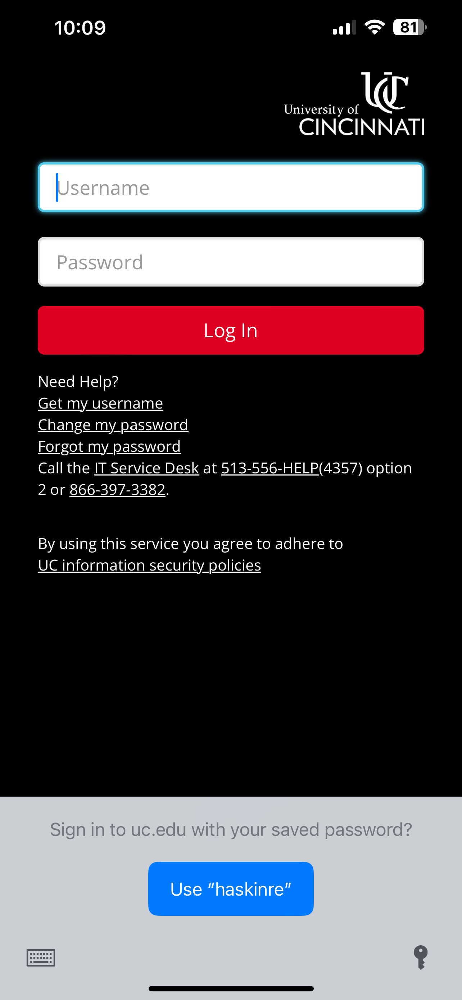 10:09
81
UC
University of
CINCINNATI
Username
Password
Log In
Need Help?
Get my username
Change my password
Forgot my password
Call the IT Service Desk at 513-556-HELP(4357) option
2 or 866-397-3382.
By using this service you agree to adhere to
UC information security policies
Sign in to uc.edu with your saved password?
Use “haskinre”